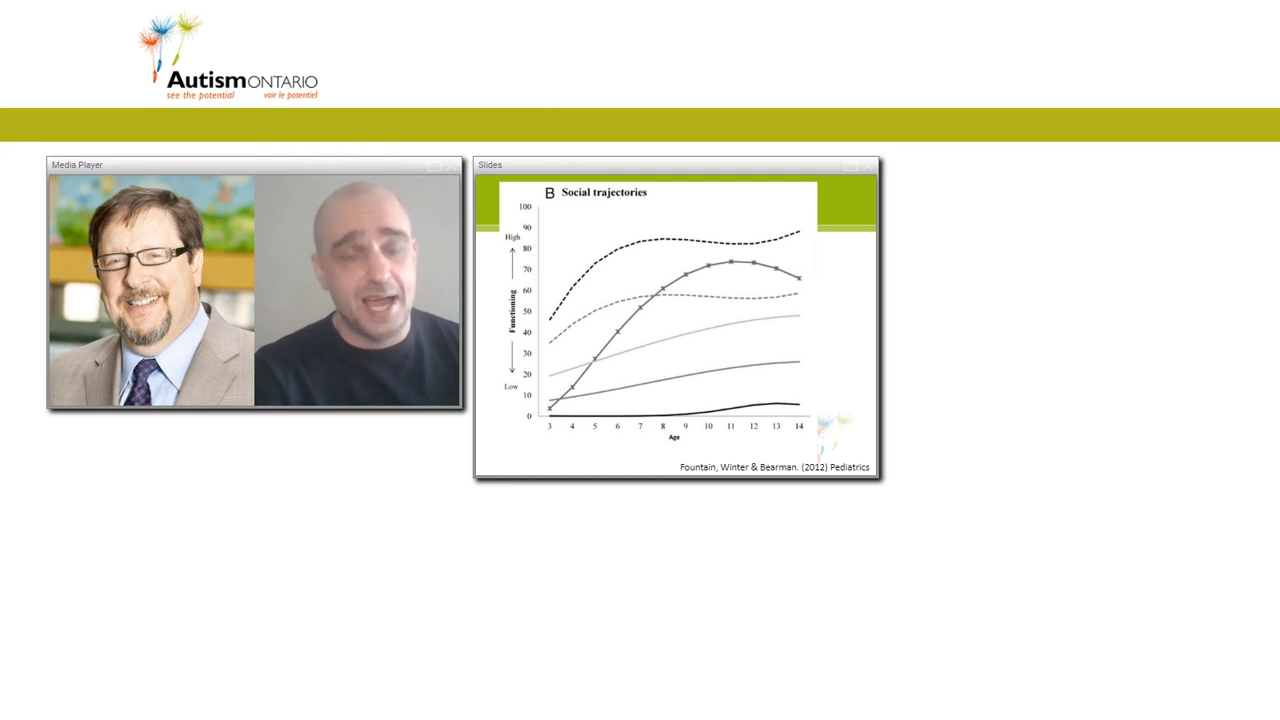 Autism ONTARIO
see the potential voir le potentiel
Media Player
Slides
B Social trajectories
100
90
High
80
70
60
50
Functioning
40
30
20
Low
10
0
3 4 5 6 7 8 9 10 11 12 13 14
Age
Fountain, Winter & Bearman. (2012) Pediatrics